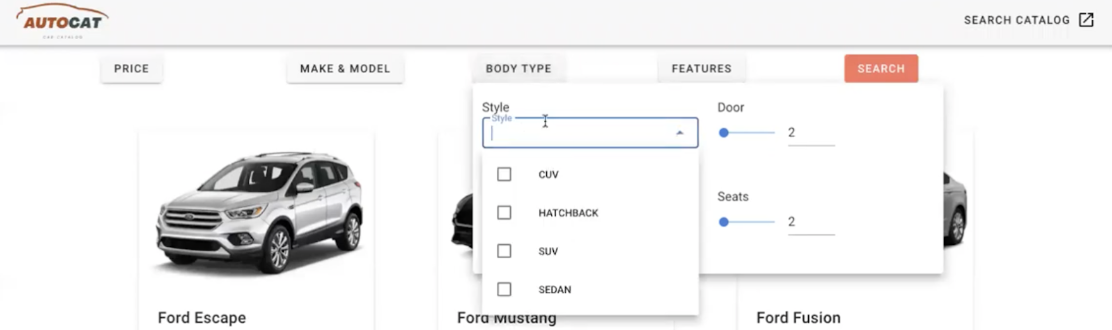 AUTOCAT
CAR CATALOG
SEARCH CATALOG
PRICE
MAKE & MODEL
BODY TYPE
FEATURES
SEARCH
Style
Door
Style
2
CUV
HATCHBACK
Seats
2
SUV
SEDAN
Ford Escape
Ford Mustang
Ford Fusion